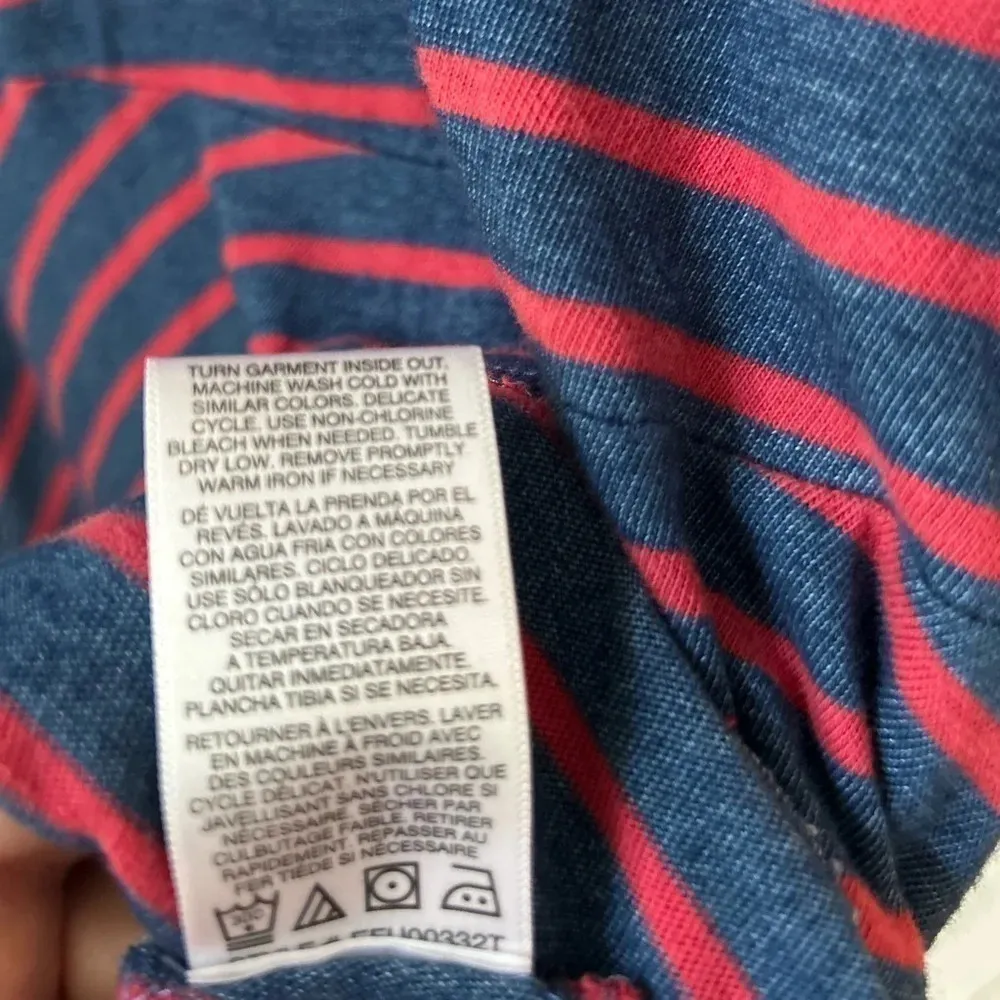 TURN GARMENT INSIDE OUT.
MACHINE WASH COLD WITH
SIMILAR COLORS. DELICATE
CYCLE. USE NON-CHLORINE
BLEACH WHEN NEEDED. TUMBLE
DRY LOW. REMOVE PROMPTLY
WARM IRON IF NECESSARY
DÉ VUELTA LA PRENDA POR EL
REVÉS. LAVADO A MÁQUINA
CON AGUA FRIA CON COLORES
SIMILARES. CICLO DELICADO.
USE SÓLO BLANQUEADOR SIN
CLORO CUANDO SE NECESITE.
SECAR EN SECADORA
A TEMPERATURA BAJA.
QUITAR INMEDIATAMENTE.
PLANCHA TIBIA SI SE NECESITA.
RETOURNER À L'ENVERS. LAVER
EN MACHINE À FROID AVEC
DES COULEURS SIMILAIRES.
CYCLE DÉLICAT. N'UTILISER QUE
JAVELLISANT SANS CHLORE SI
NÉCESSAIRE. SÉCHER PAR
CULBUTAGE FAIBLE. RETIRER
RAPIDEMENT. REPASSER AU
FER TIÈDE SI NÉCESSAIRE
30C